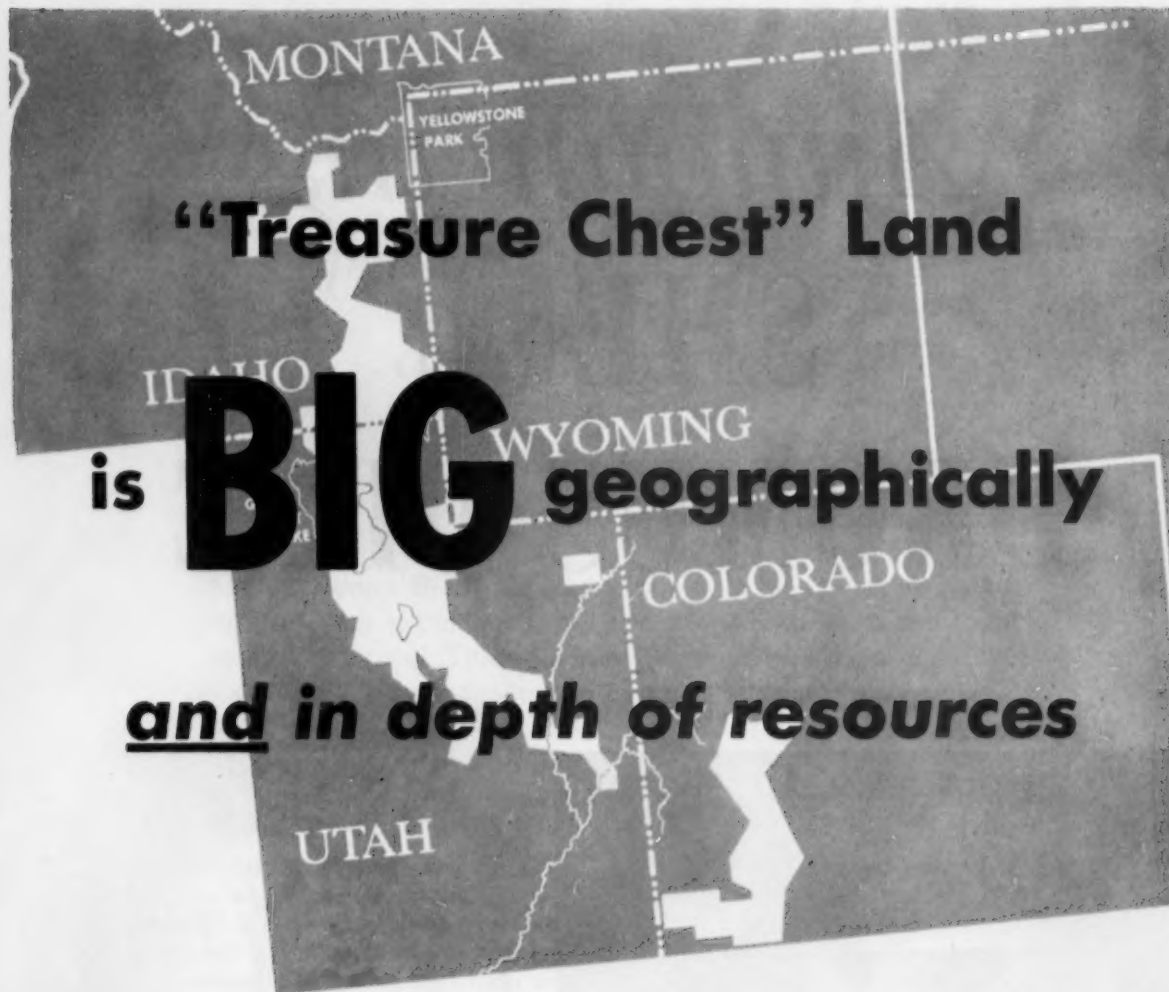 MONTANA
YELLOWSTONE
PARK
“Treasure Chest” Land
IDAHO
WYOMING
is BIG geographically
COLORADO
and in depth of resources
UTAH